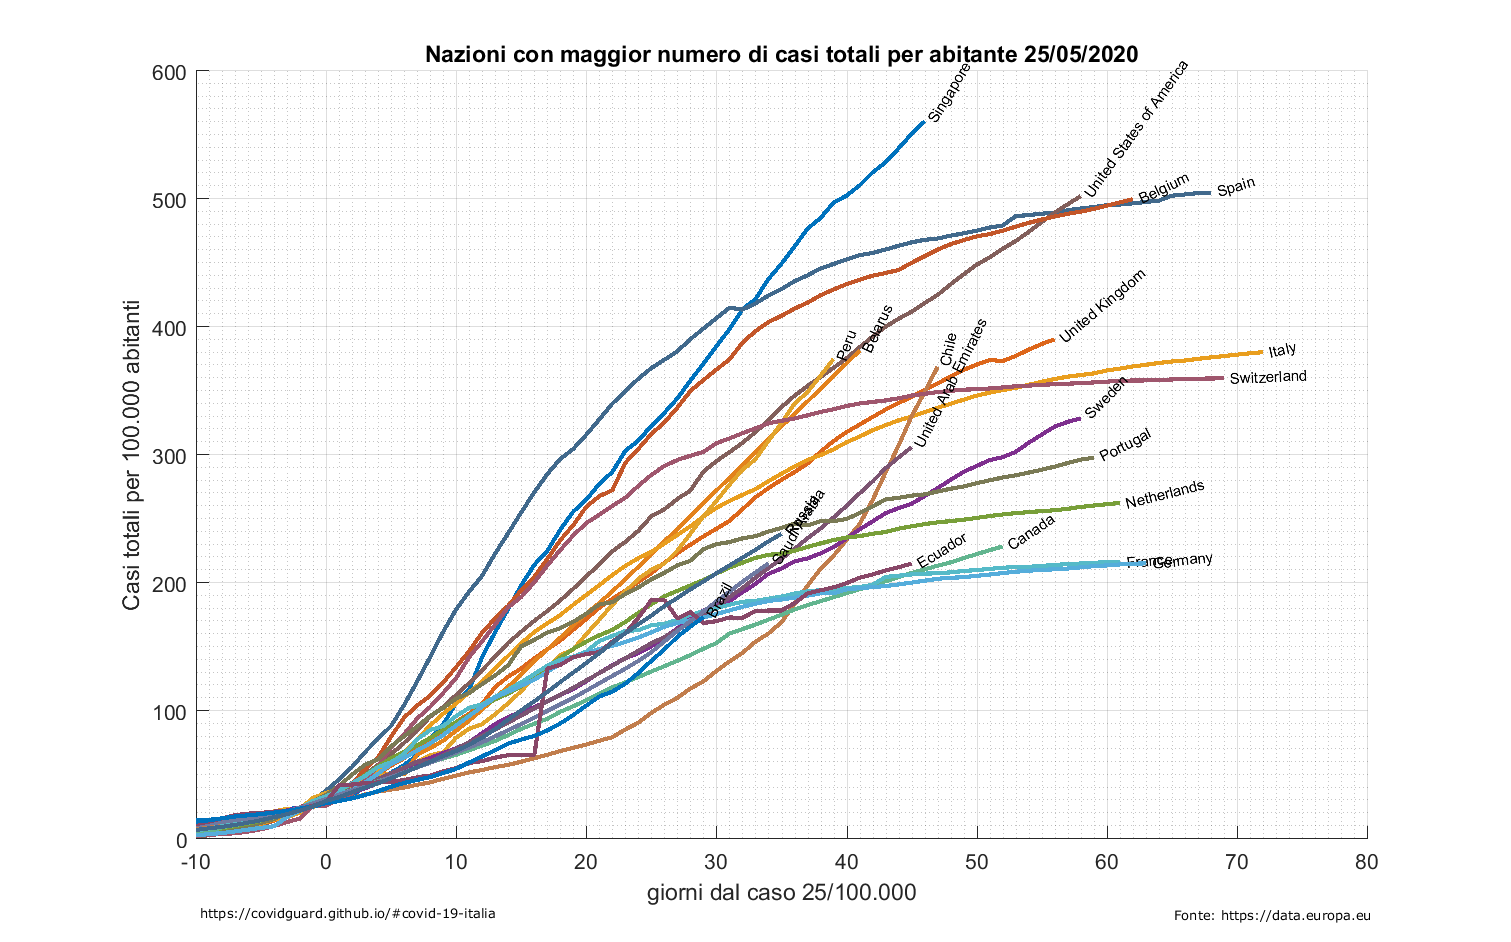 Nazioni con maggior numero di casi totali per abitante 25/05/2020
600
500
400
300
200
100
0
Casi totali per 100.000 abitanti
Singapore
United States of America
Belgium
Spain
Peru
Belarus
Chile
United Arab Emirates
United Kingdom
Italy
Switzerland
Sweden
Portugal
Netherlands
Russia
Saudi Arabia
Brazil
Ecuador
Canada
France
Germany
-10
0
10
20
30
40
50
60
70
80
giorni dal caso 25/100.000
https://covidguard.github.io/#covid-19-italia
Fonte: https://data.europa.eu